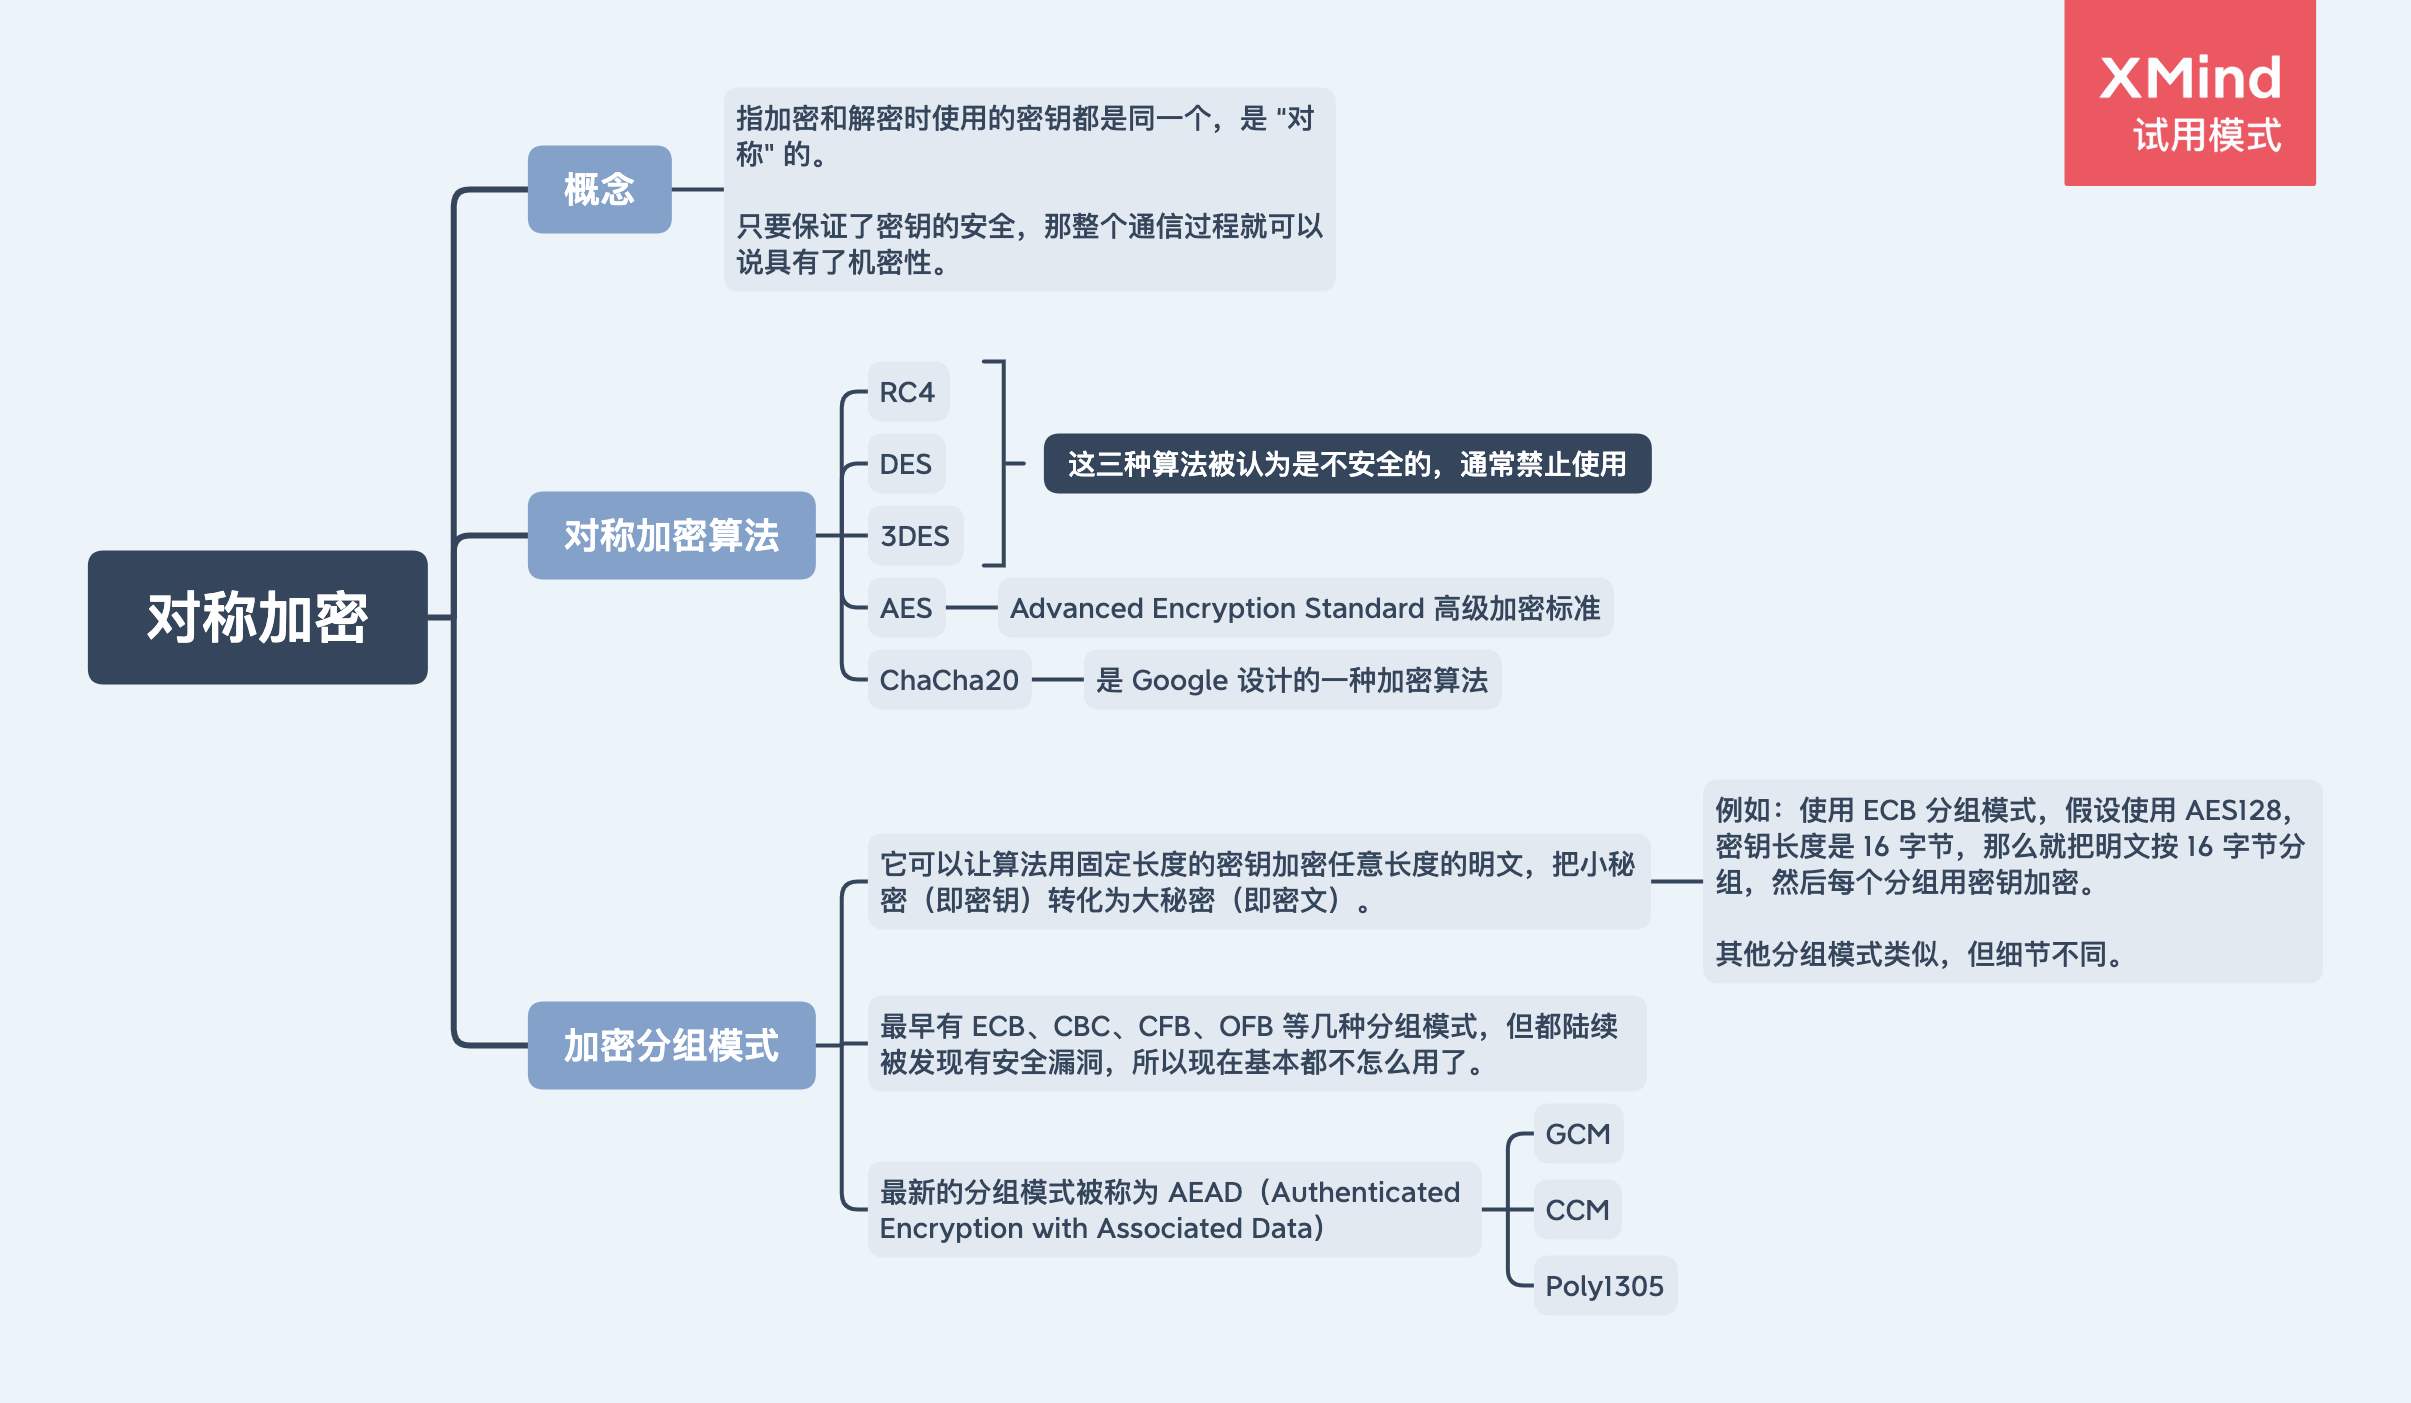 XMind
试用模式
对称加密
概念
指加密和解密时使用的密钥都是同一个，是 "对
称" 的。
只要保证了密钥的安全，那整个通信过程就可以
说具有了机密性。
对称加密算法
RC4
DES
3DES
这三种算法被认为是不安全的，通常禁止使用
AES
Advanced Encryption Standard 高级加密标准
ChaCha20
是 Google 设计的一种加密算法
加密分组模式
它可以让算法用固定长度的密钥加密任意长度的明文，把小秘
密（即密钥）转化为大秘密（即密文）。
例如：使用 ECB 分组模式，假设使用 AES128，
密钥长度是 16 字节，那么就把明文按 16 字节分
组，然后每个分组用密钥加密。
其他分组模式类似，但细节不同。
最早有 ECB、CBC、CFB、OFB 等几种分组模式，但都陆续
被发现有安全漏洞，所以现在基本都不怎么用了。
最新的分组模式被称为 AEAD（Authenticated
Encryption with Associated Data）
GCM
CCM
Poly1305